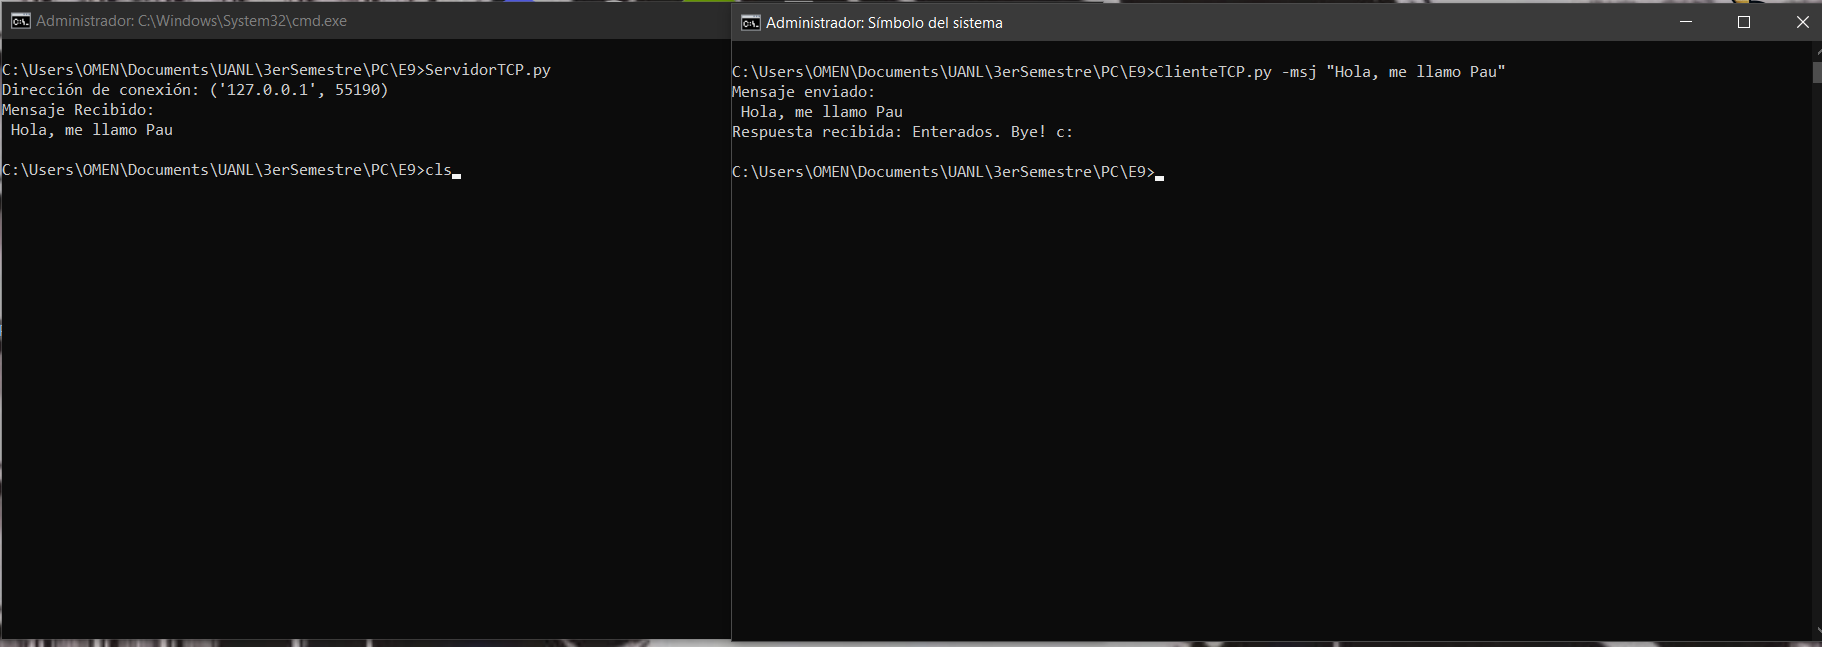 Administrador: C:\Windows\System32\cmd.exe
C:\Users\OMEN\Documents\UANL\3erSemestre\PC\E9>ServidorTCP.py
Dirección de conexión: ('127.0.0.1', 55190)
Mensaje Recibido:
Hola, me llamo Pau
C:\Users\OMEN\Documents\UANL\3erSemestre\PC\E9>cls
Administrador: Símbolo del sistema
C:\Users\OMEN\Documents\UANL\3erSemestre\PC\E9>ClienteTCP.py -msj "Hola, me llamo Pau"
Mensaje enviado:
Hola, me llamo Pau
Respuesta recibida: Enterados. Bye! c:
C:\Users\OMEN\Documents\UANL\3erSemestre\PC\E9>